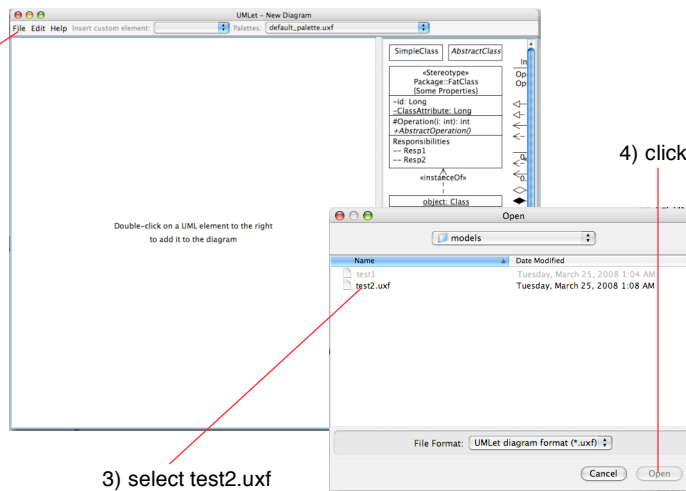 UMLet - New Diagram
File Edit Help Insert custom element: Palettes: default_palette.uxf
SimpleClass AbstractClass
«Stereotype»
Package::FatClass
{Some Properties}
-id: Long
-ClassAttribute: Long
#Operation(i: int): int
+AbstractOperation()
Responsibilities
-- Resp1
-- Resp2
«instanceOf»
object: Class
In
Op
Op
0.
Double-click on a UML element to the right
to add it to the diagram
4) click
Open
models
Name Date Modified
test1 Tuesday, March 25, 2008 1:04 AM
test2.uxf Tuesday, March 25, 2008 1:08 AM
File Format: UMLet diagram format (*.uxf)
Cancel Open
3) select test2.uxf